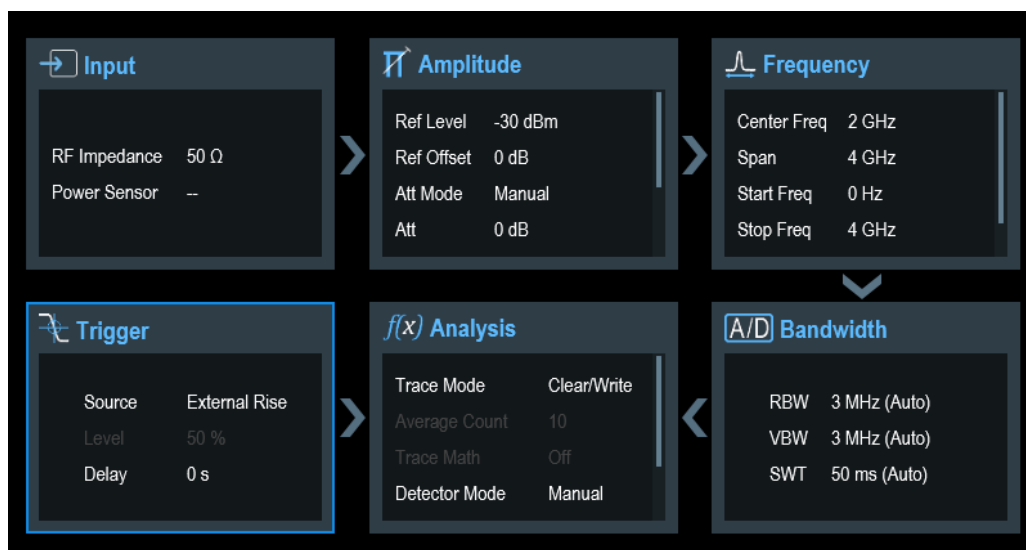 Input
RF Impedance 50 Ω
Power Sensor --
Amplitude
Ref Level -30 dBm
Ref Offset 0 dB
Att Mode Manual
Att 0 dB
Frequency
Center Freq 2 GHz
Span 4 GHz
Start Freq 0 Hz
Stop Freq 4 GHz
Trigger
Source External Rise
Level 50 %
Delay 0 s
f(x) Analysis
Trace Mode Clear/Write
Average Count 10
Trace Math Off
Detector Mode Manual
A/D Bandwidth
RBW 3 MHz (Auto)
VBW 3 MHz (Auto)
SWT 50 ms (Auto)